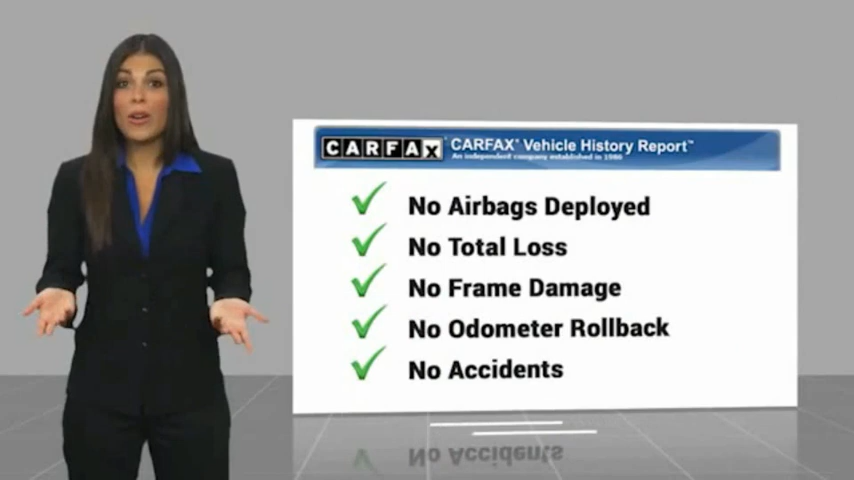 CARFAX CARFAX® Vehicle History Report™
An independent company established in 1986
No Airbags Deployed
No Total Loss
No Frame Damage
No Odometer Rollback
No Accidents
No Accidents